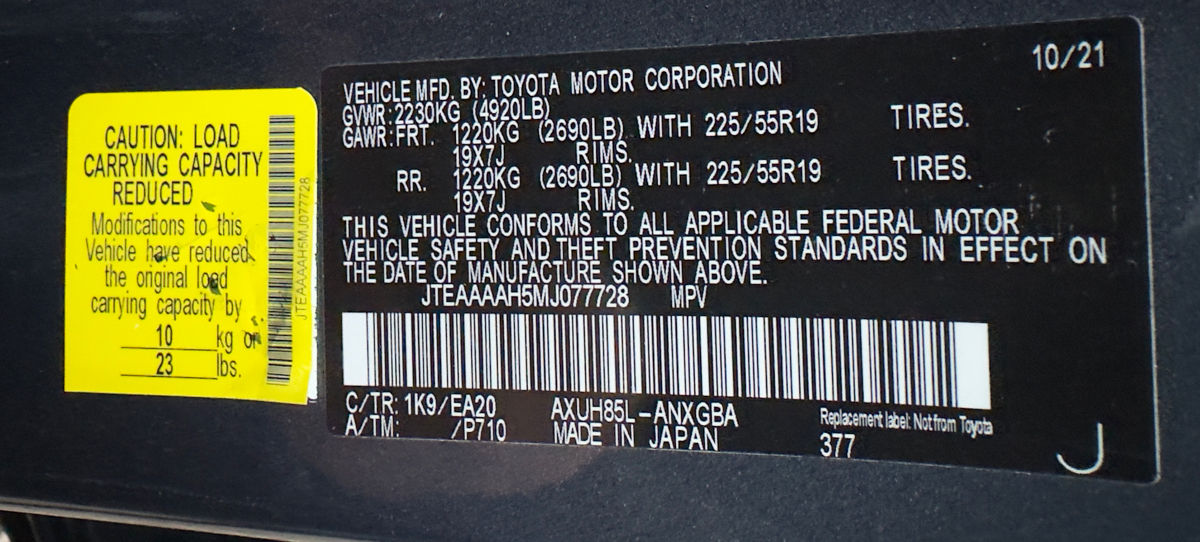 CAUTION: LOAD
CARRYING CAPACITY
REDUCED
Modifications to this
Vehicle have reduced
the original load
carrying capacity by
10 kg or
23 lbs.
JTEAAAAH5MJ077728
10/21
VEHICLE MFD. BY: TOYOTA MOTOR CORPORATION
GVWR: 2230KG (4920LB)
GAWR: FRT. 1220KG (2690LB) WITH 225/55R19 TIRES.
19X7J RIMS.
RR. 1220KG (2690LB) WITH 225/55R19 TIRES.
19X7J RIMS.
THIS VEHICLE CONFORMS TO ALL APPLICABLE FEDERAL MOTOR
VEHICLE SAFETY AND THEFT PREVENTION STANDARDS IN EFFECT ON
THE DATE OF MANUFACTURE SHOWN ABOVE.
JTEAAAAH5MJ077728 MPV
C/TR: 1K9/EA20 AXUH85L-ANXGBA Replacement label: Not from Toyota
A/TM: /P710 MADE IN JAPAN 377
J